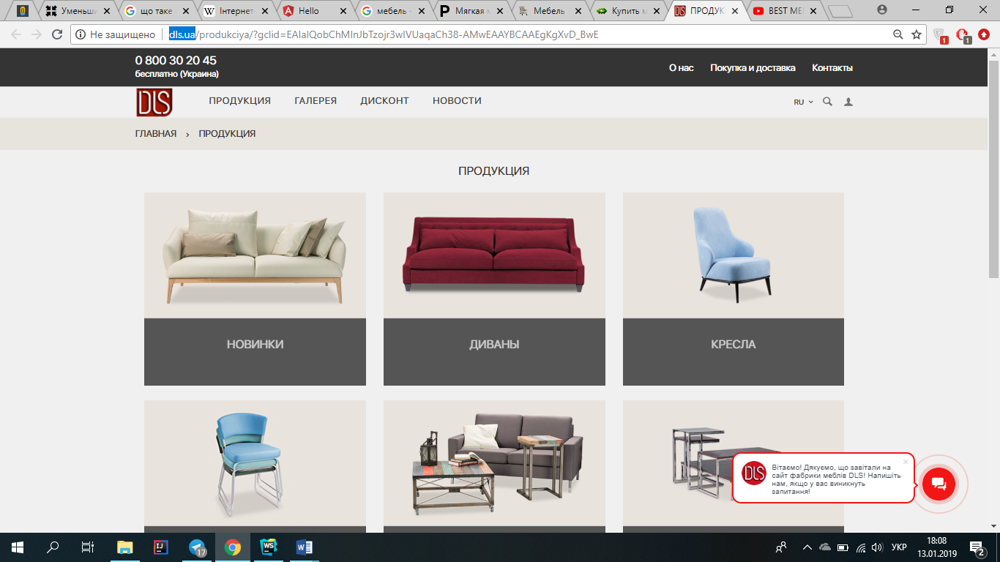 Уменьши
що таке
Інтернет-
Hello
мебель -
Мягкая м
Мебель -
Купить м
ПРОДУК
BEST ME
Не защищено
dls.ua/produkciya/?gclid=EAIaIQobChMInJbTzojr3wIVUaqaCh38-AMwEAAYBCAAEgKgXvD_BwE
1
1
0 800 30 20 45
бесплатно (Украина)
О нас
Покупка и доставка
Контакты
DLS
ПРОДУКЦИЯ
ГАЛЕРЕЯ
ДИСКОНТ
НОВОСТИ
RU
ГЛАВНАЯ › ПРОДУКЦИЯ
ПРОДУКЦИЯ
НОВИНКИ
ДИВАНЫ
КРЕСЛА
DLS
Вітаємо! Дякуємо, що завітали на
сайт фабрики меблів DLS! Напишіть
нам, якщо у вас виникнуть
запитання!
IJ
17
WS
W
УКР
18:08
13.01.2019
2